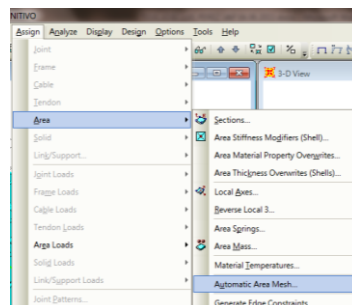 NITIVO
Assign Analyze Display Design Options Tools Help
Joint
Frame
Cable
Tendon
Area
Solid
Link/Support...
Joint Loads
Frame Loads
Cable Loads
Tendon Loads
Area Loads
Solid Loads
Link/Support Loads
Joint Patterns...
3-D View
Sections...
Area Stiffness Modifiers (Shell)...
Area Material Property Overwrites...
Area Thickness Overwrites (Shells)...
Local Axes...
Reverse Local 3...
Area Springs...
Area Mass...
Material Temperatures...
Automatic Area Mesh...
Generate Edge Constraints...